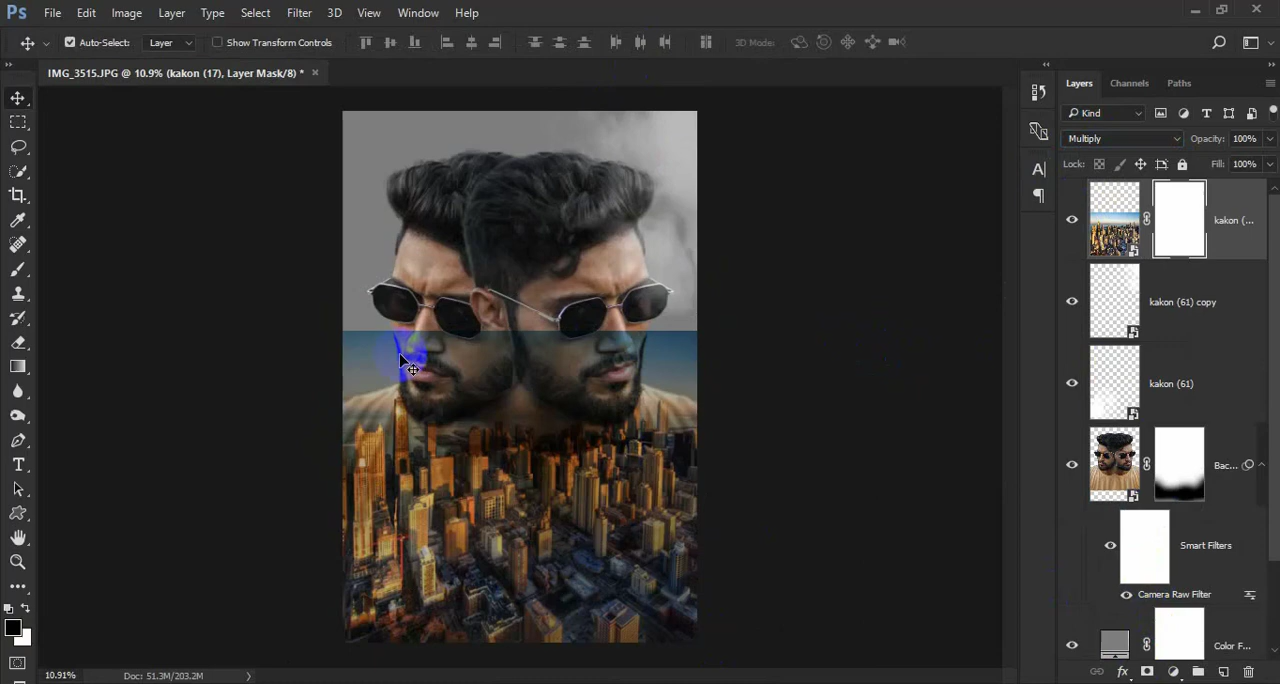 Ps File Edit Image Layer Type Select Filter 3D View Window Help
Auto-Select: Layer Show Transform Controls 3D Mode:
IMG_3515.JPG @ 10.9% (kakon (17), Layer Mask/8) * ×
Layers Channels Paths
Kind
Multiply Opacity: 100%
Lock: Fill: 100%
kakon (...
kakon (61) copy
kakon (61)
Bac...
Smart Filters
Camera Raw Filter
Color F...
10.91% Doc: 51.3M/203.2M